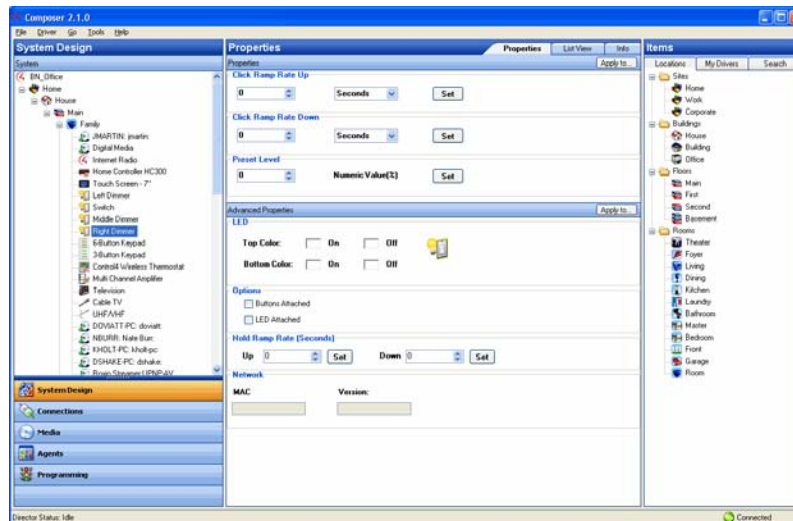 Composer 2.1.0
File Driver Go Tools Help
System Design
System
BN_Office
Home
House
Main
Family
JMARTIN: jmartin
Digital Media
Internet Radio
Home Controller HC300
Touch Screen - 7"
Left Dimmer
Switch
Middle Dimmer
Right Dimmer
6-Button Keypad
3-Button Keypad
Control4 Wireless Thermostat
Multi Channel Amplifier
Television
Cable TV
UHF/VHF
DOVIATT-PC: doviatt
NBURR: Nate Burr
KHOLT-PC: kholt-pc
DSHAKE-PC: dshake
System Design
Connections
Media
Agents
Programming
Properties
Properties List View Info
Properties Apply to...
Click Ramp Rate Up
0 Seconds Set
Click Ramp Rate Down
0 Seconds Set
Preset Level
0 Numeric Value(%) Set
Advanced Properties Apply to...
LED
Top Color: On Off
Bottom Color: On Off
Options
Buttons Attached
LED Attached
Hold Ramp Rate (Seconds)
Up 0 Set Down 0 Set
Network
MAC Version:
Items
Locations My Drivers Search
Sites
Home
Work
Corporate
Buildings
House
Building
Office
Floors
Main
First
Second
Basement
Rooms
Theater
Foyer
Living
Dining
Kitchen
Laundry
Bathroom
Master
Bedroom
Front
Garage
Room
Director Status: Idle
Connected